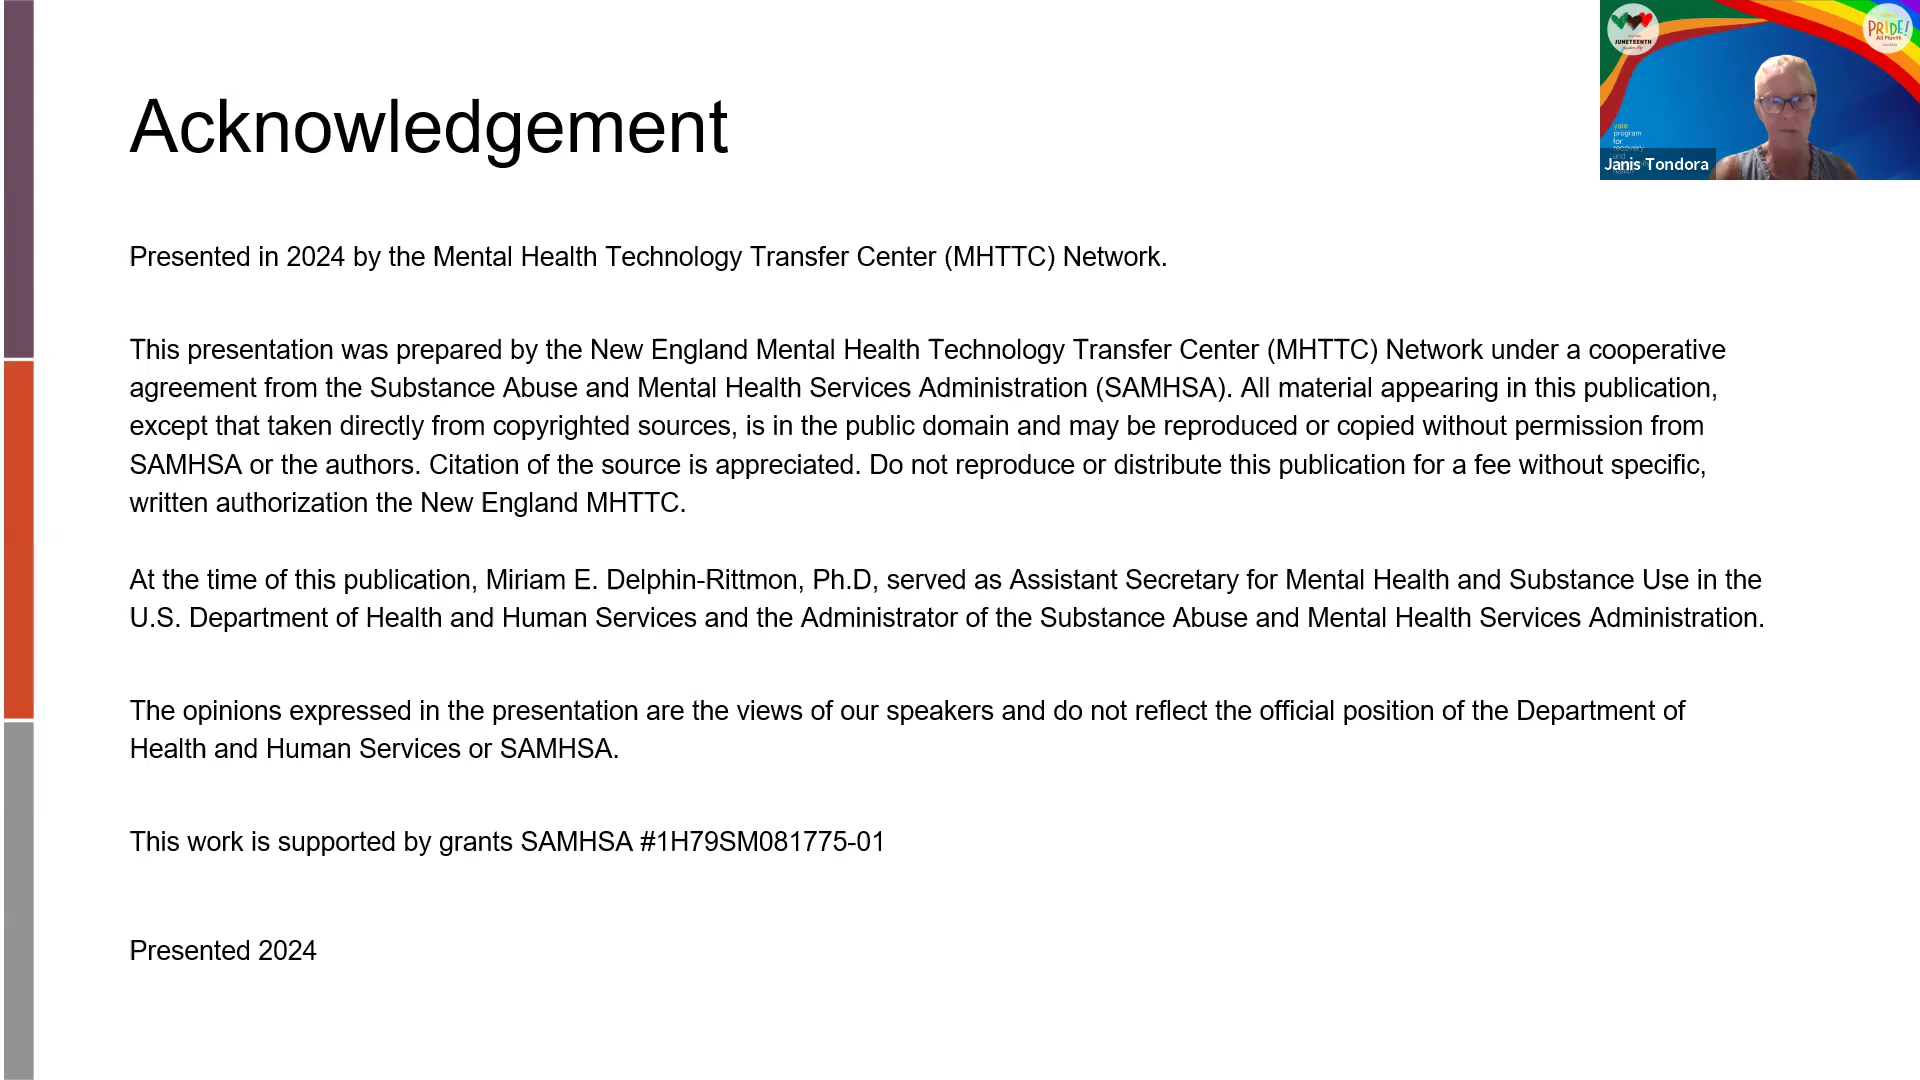 Acknowledgement
Presented in 2024 by the Mental Health Technology Transfer Center (MHTTC) Network.
This presentation was prepared by the New England Mental Health Technology Transfer Center (MHTTC) Network under a cooperative
agreement from the Substance Abuse and Mental Health Services Administration (SAMHSA). All material appearing in this publication,
except that taken directly from copyrighted sources, is in the public domain and may be reproduced or copied without permission from
SAMHSA or the authors. Citation of the source is appreciated. Do not reproduce or distribute this publication for a fee without specific,
written authorization the New England MHTTC.
At the time of this publication, Miriam E. Delphin-Rittmon, Ph.D, served as Assistant Secretary for Mental Health and Substance Use in the
U.S. Department of Health and Human Services and the Administrator of the Substance Abuse and Mental Health Services Administration.
The opinions expressed in the presentation are the views of our speakers and do not reflect the official position of the Department of
Health and Human Services or SAMHSA.
This work is supported by grants SAMHSA #1H79SM081775-01
Presented 2024
JUNETEENTH
PRIDE!
All Month
yale
program
for
recovery
and
health
Janis Tondora